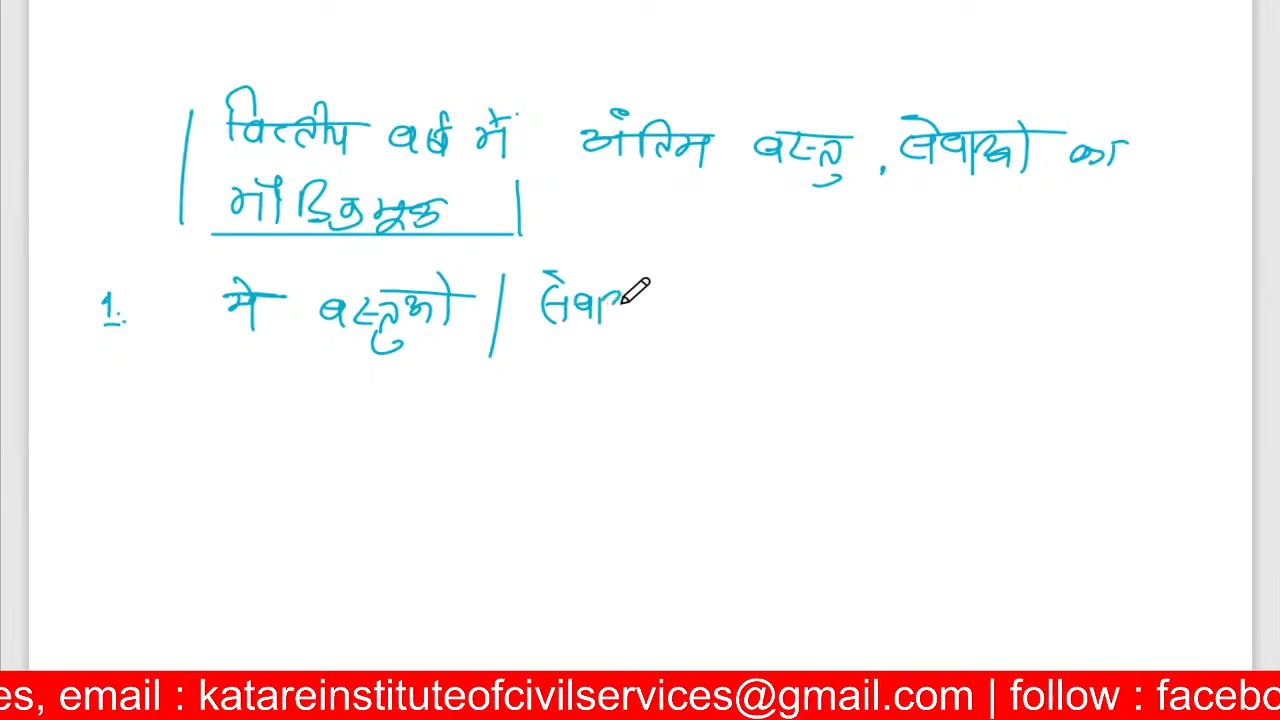 वित्तीय वर्ष में अंतिम वस्तु , सेवाओ का
मौद्रिक मूल्य
1. ये वस्तुओ / सेवा
es, email : katareinstituteofcivilservices@gmail.com | follow : facebo